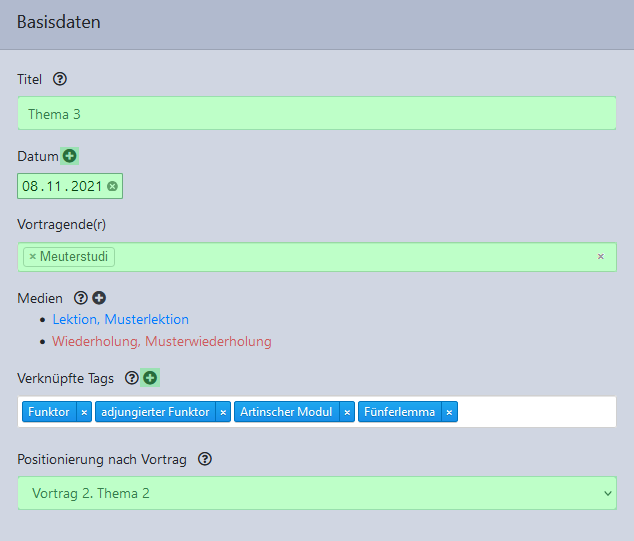 Basisdaten
Titel
Thema 3
Datum
08.11.2021
Vortragende(r)
× Meuterstudi ×
Medien
• Lektion, Musterlektion
• Wiederholung, Musterwiederholung
Verknüpfte Tags
Funktor × adjungierter Funktor × Artinscher Modul × Fünferlemma ×
Positionierung nach Vortrag
Vortrag 2. Thema 2